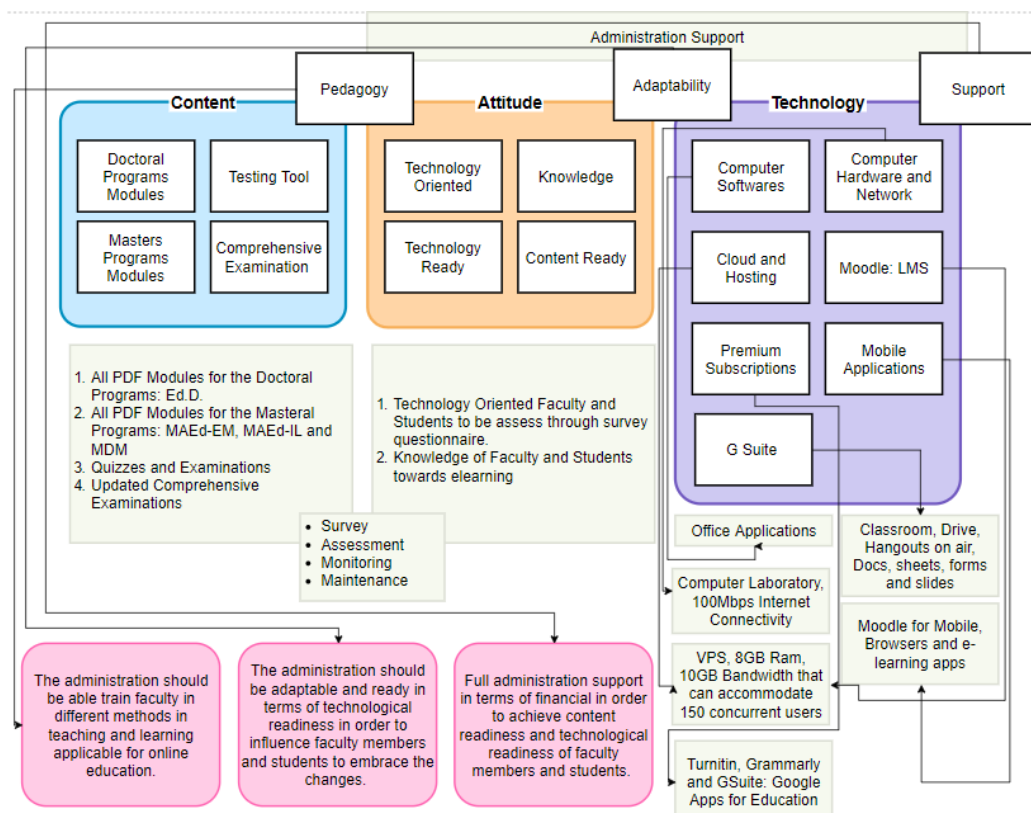 Administration Support
Pedagogy
Adaptability
Support
Content
Attitude
Technology
Doctoral
Programs
Modules
Testing Tool
Masters
Programs
Modules
Comprehensive
Examination
Technology
Oriented
Knowledge
Technology
Ready
Content Ready
Computer
Softwares
Computer
Hardware and
Network
Cloud and
Hosting
Moodle: LMS
Premium
Subscriptions
Mobile
Applications
G Suite
1. All PDF Modules for the Doctoral
Programs: Ed.D.
2. All PDF Modules for the Masteral
Programs: MAEd-EM, MAEd-IL and
MDM
3. Quizzes and Examinations
4. Updated Comprehensive
Examinations
1. Technology Oriented Faculty and
Students to be assess through survey
questionnaire.
2. Knowledge of Faculty and Students
towards elearning
• Survey
• Assessment
• Monitoring
• Maintenance
Office Applications
Classroom, Drive,
Hangouts on air,
Docs, sheets, forms
and slides
Computer Laboratory,
100Mbps Internet
Connectivity
Moodle for Mobile,
Browsers and e-
learning apps
VPS, 8GB Ram,
10GB Bandwidth that
can accommodate
150 concurrent users
Turnitin, Grammarly
and GSuite: Google
Apps for Education
The administration should
be able train faculty in
different methods in
teaching and learning
applicable for online
education.
The administration should
be adaptable and ready in
terms of technological
readiness in order to
influence faculty members
and students to embrace the
changes.
Full administration support
in terms of financial in order
to achieve content
readiness and technological
readiness of faculty
members and students.